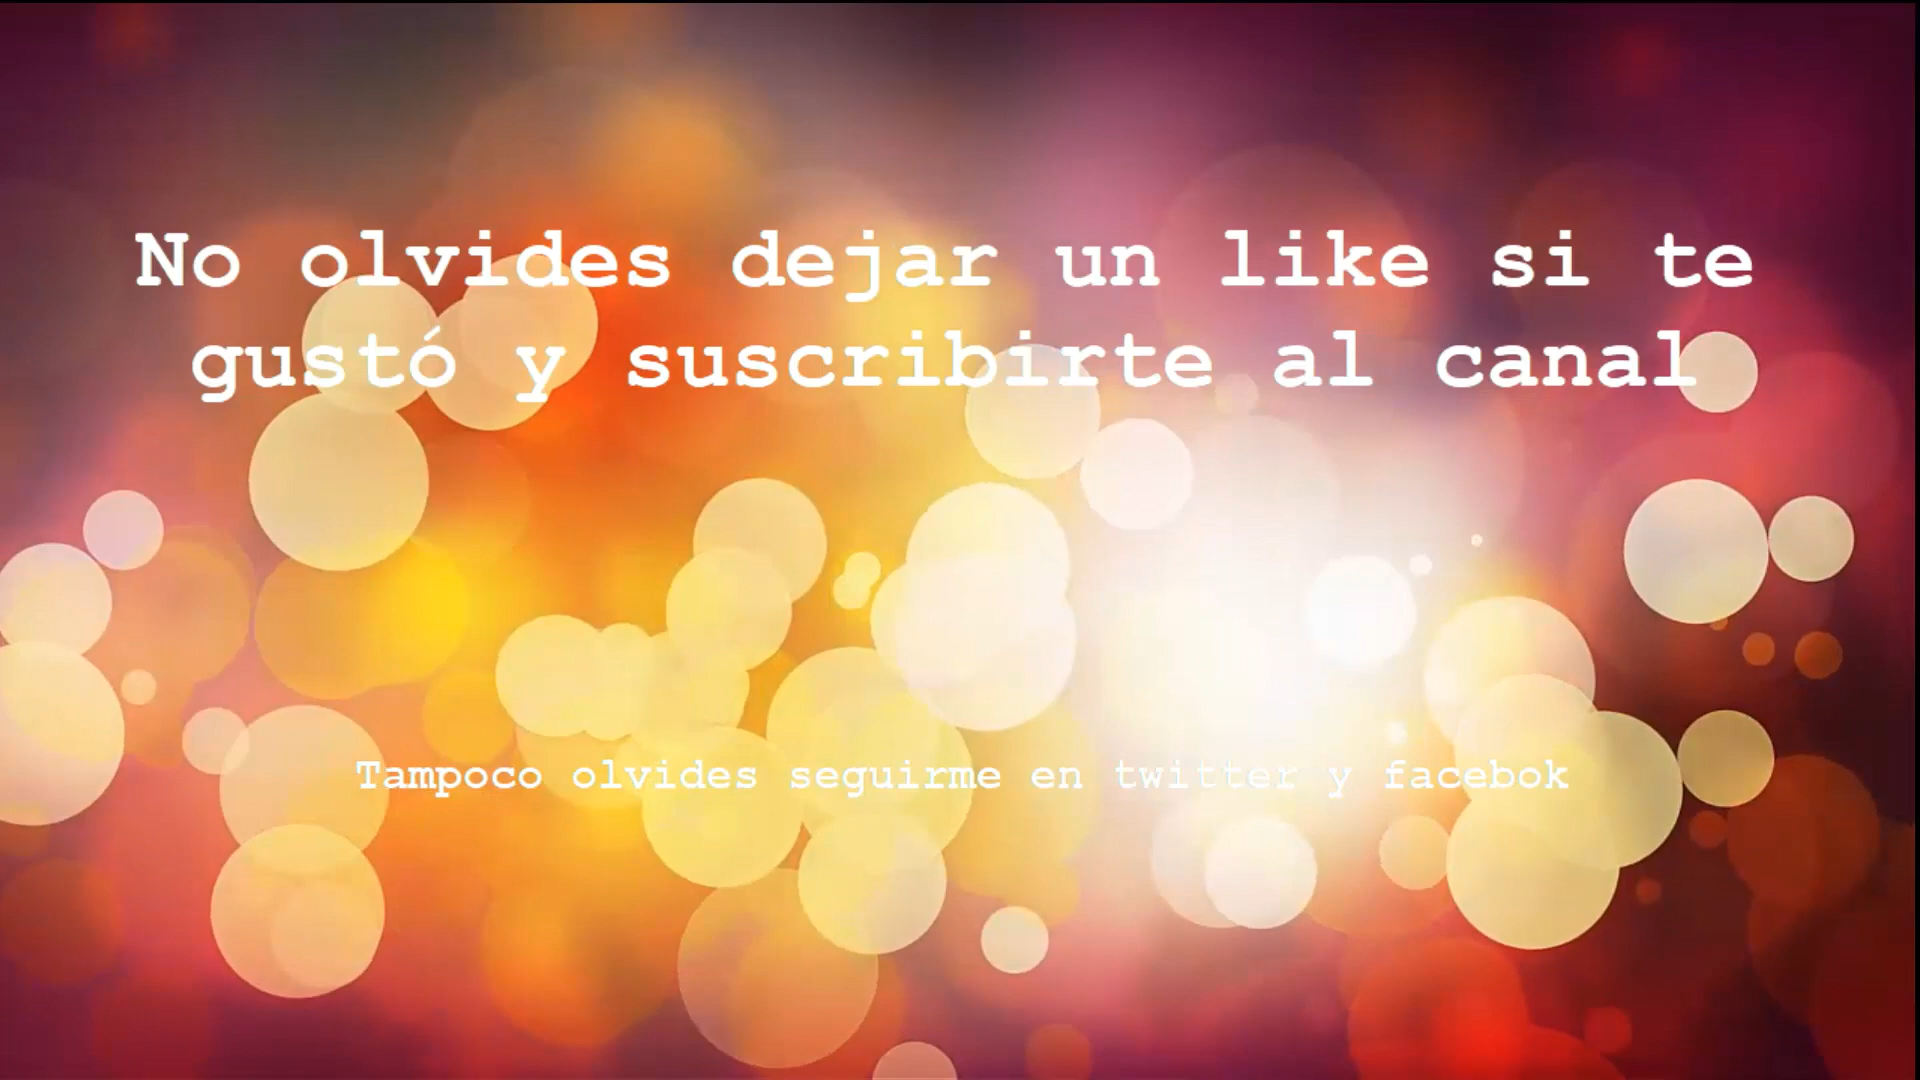 No olvides dejar un like si te
gustó y suscribirte al canal
Tampoco olvides seguirme en twitter y facebok